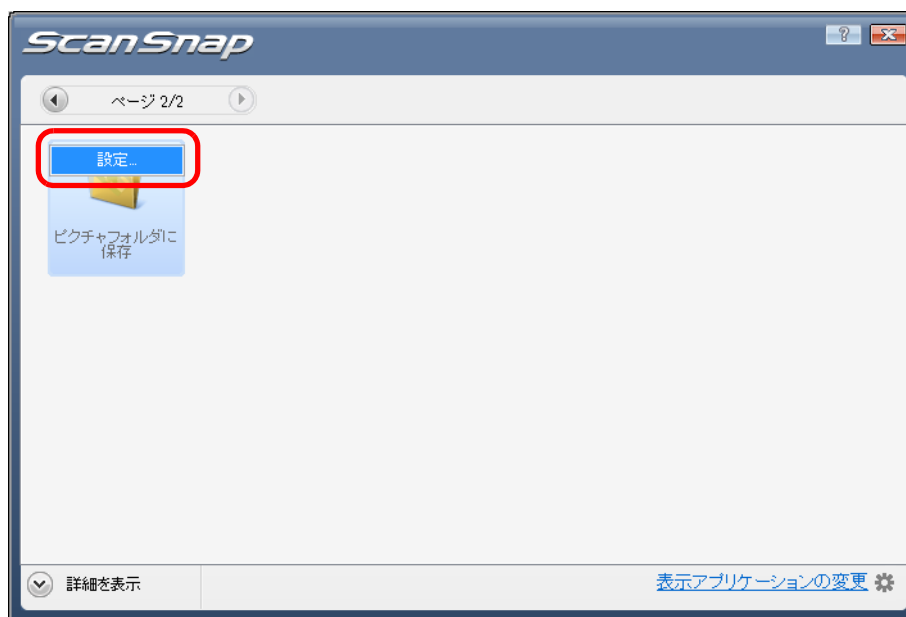 ScanSnap
?
ページ 2/2
設定...
ピクチャフォルダに
保存
詳細を表示
表示アプリケーションの変更